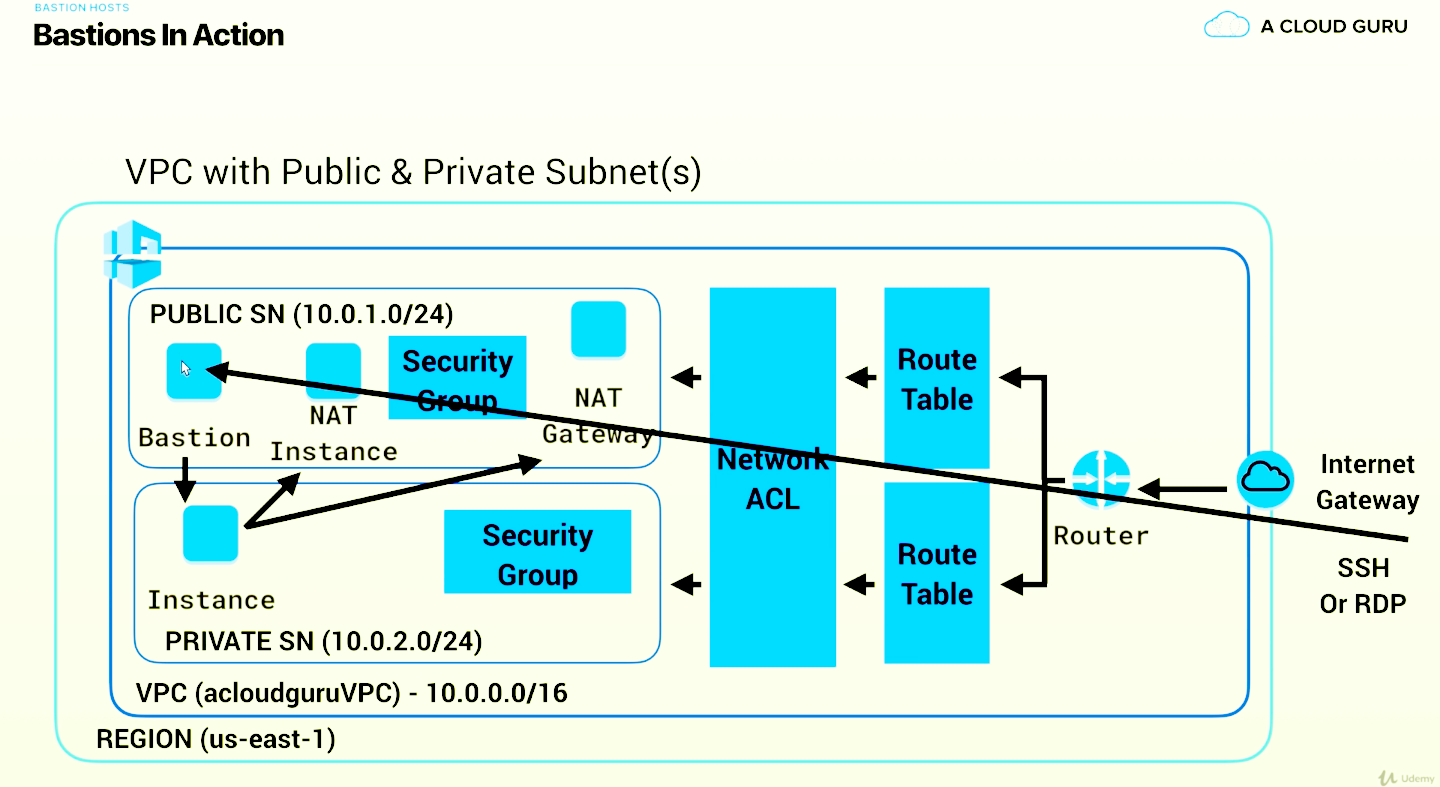 BASTION HOSTS
Bastions In Action
A CLOUD GURU
VPC with Public & Private Subnet(s)
PUBLIC SN (10.0.1.0/24)
Security
Group
NAT
Gateway
NAT
Instance
Bastion
Network
ACL
Route
Table
Internet
Gateway
Router
SSH
Or RDP
Security
Group
Route
Table
Instance
PRIVATE SN (10.0.2.0/24)
VPC (acloudguruVPC) - 10.0.0.0/16
REGION (us-east-1)
Udemy